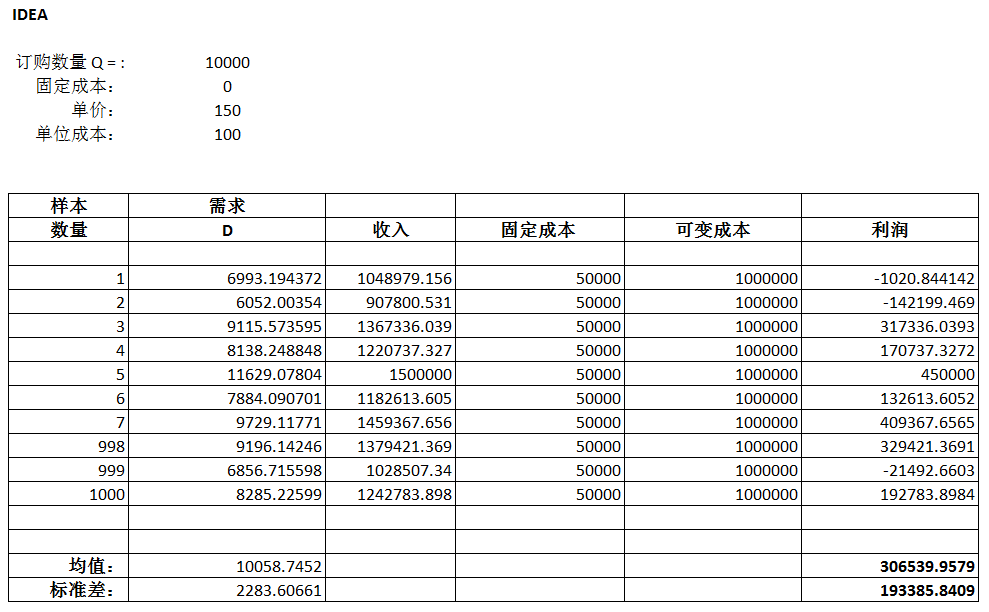 IDEA
订购数量 Q = : 10000
固定成本： 0
单价： 150
单位成本： 100
样本 需求
数量 D 收入 固定成本 可变成本 利润
1 6993.194372 1048979.156 50000 1000000 -1020.844142
2 6052.00354 907800.531 50000 1000000 -142199.469
3 9115.573595 1367336.039 50000 1000000 317336.0393
4 8138.248848 1220737.327 50000 1000000 170737.3272
5 11629.07804 1500000 50000 1000000 450000
6 7884.090701 1182613.605 50000 1000000 132613.6052
7 9729.11771 1459367.656 50000 1000000 409367.6565
998 9196.14246 1379421.369 50000 1000000 329421.3691
999 6856.715598 1028507.34 50000 1000000 -21492.6603
1000 8285.22599 1242783.898 50000 1000000 192783.8984
均值： 10058.7452 306539.9579
标准差： 2283.60661 193385.8409